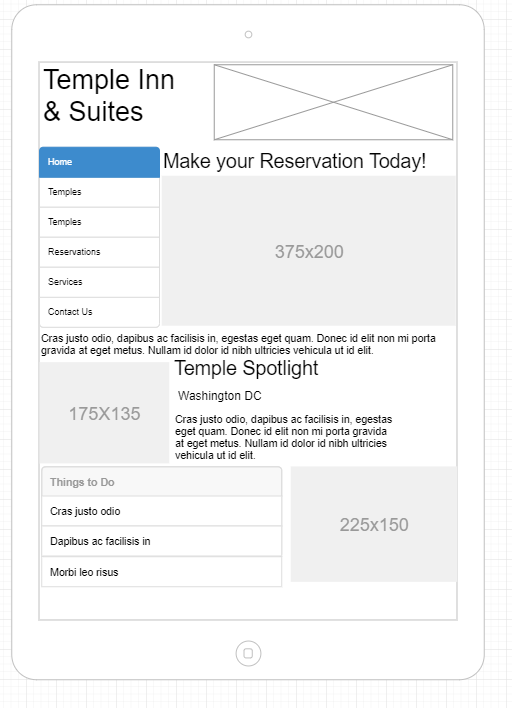 Temple Inn
& Suites
Home
Temples
Temples
Reservations
Services
Contact Us
Make your Reservation Today!
375x200
Cras justo odio, dapibus ac facilisis in, egestas eget quam. Donec id elit non mi porta
gravida at eget metus. Nullam id dolor id nibh ultricies vehicula ut id elit.
175X135
Temple Spotlight
Washington DC
Cras justo odio, dapibus ac facilisis in, egestas
eget quam. Donec id elit non mi porta gravida
at eget metus. Nullam id dolor id nibh ultricies
vehicula ut id elit.
Things to Do
Cras justo odio
Dapibus ac facilisis in
Morbi leo risus
225x150